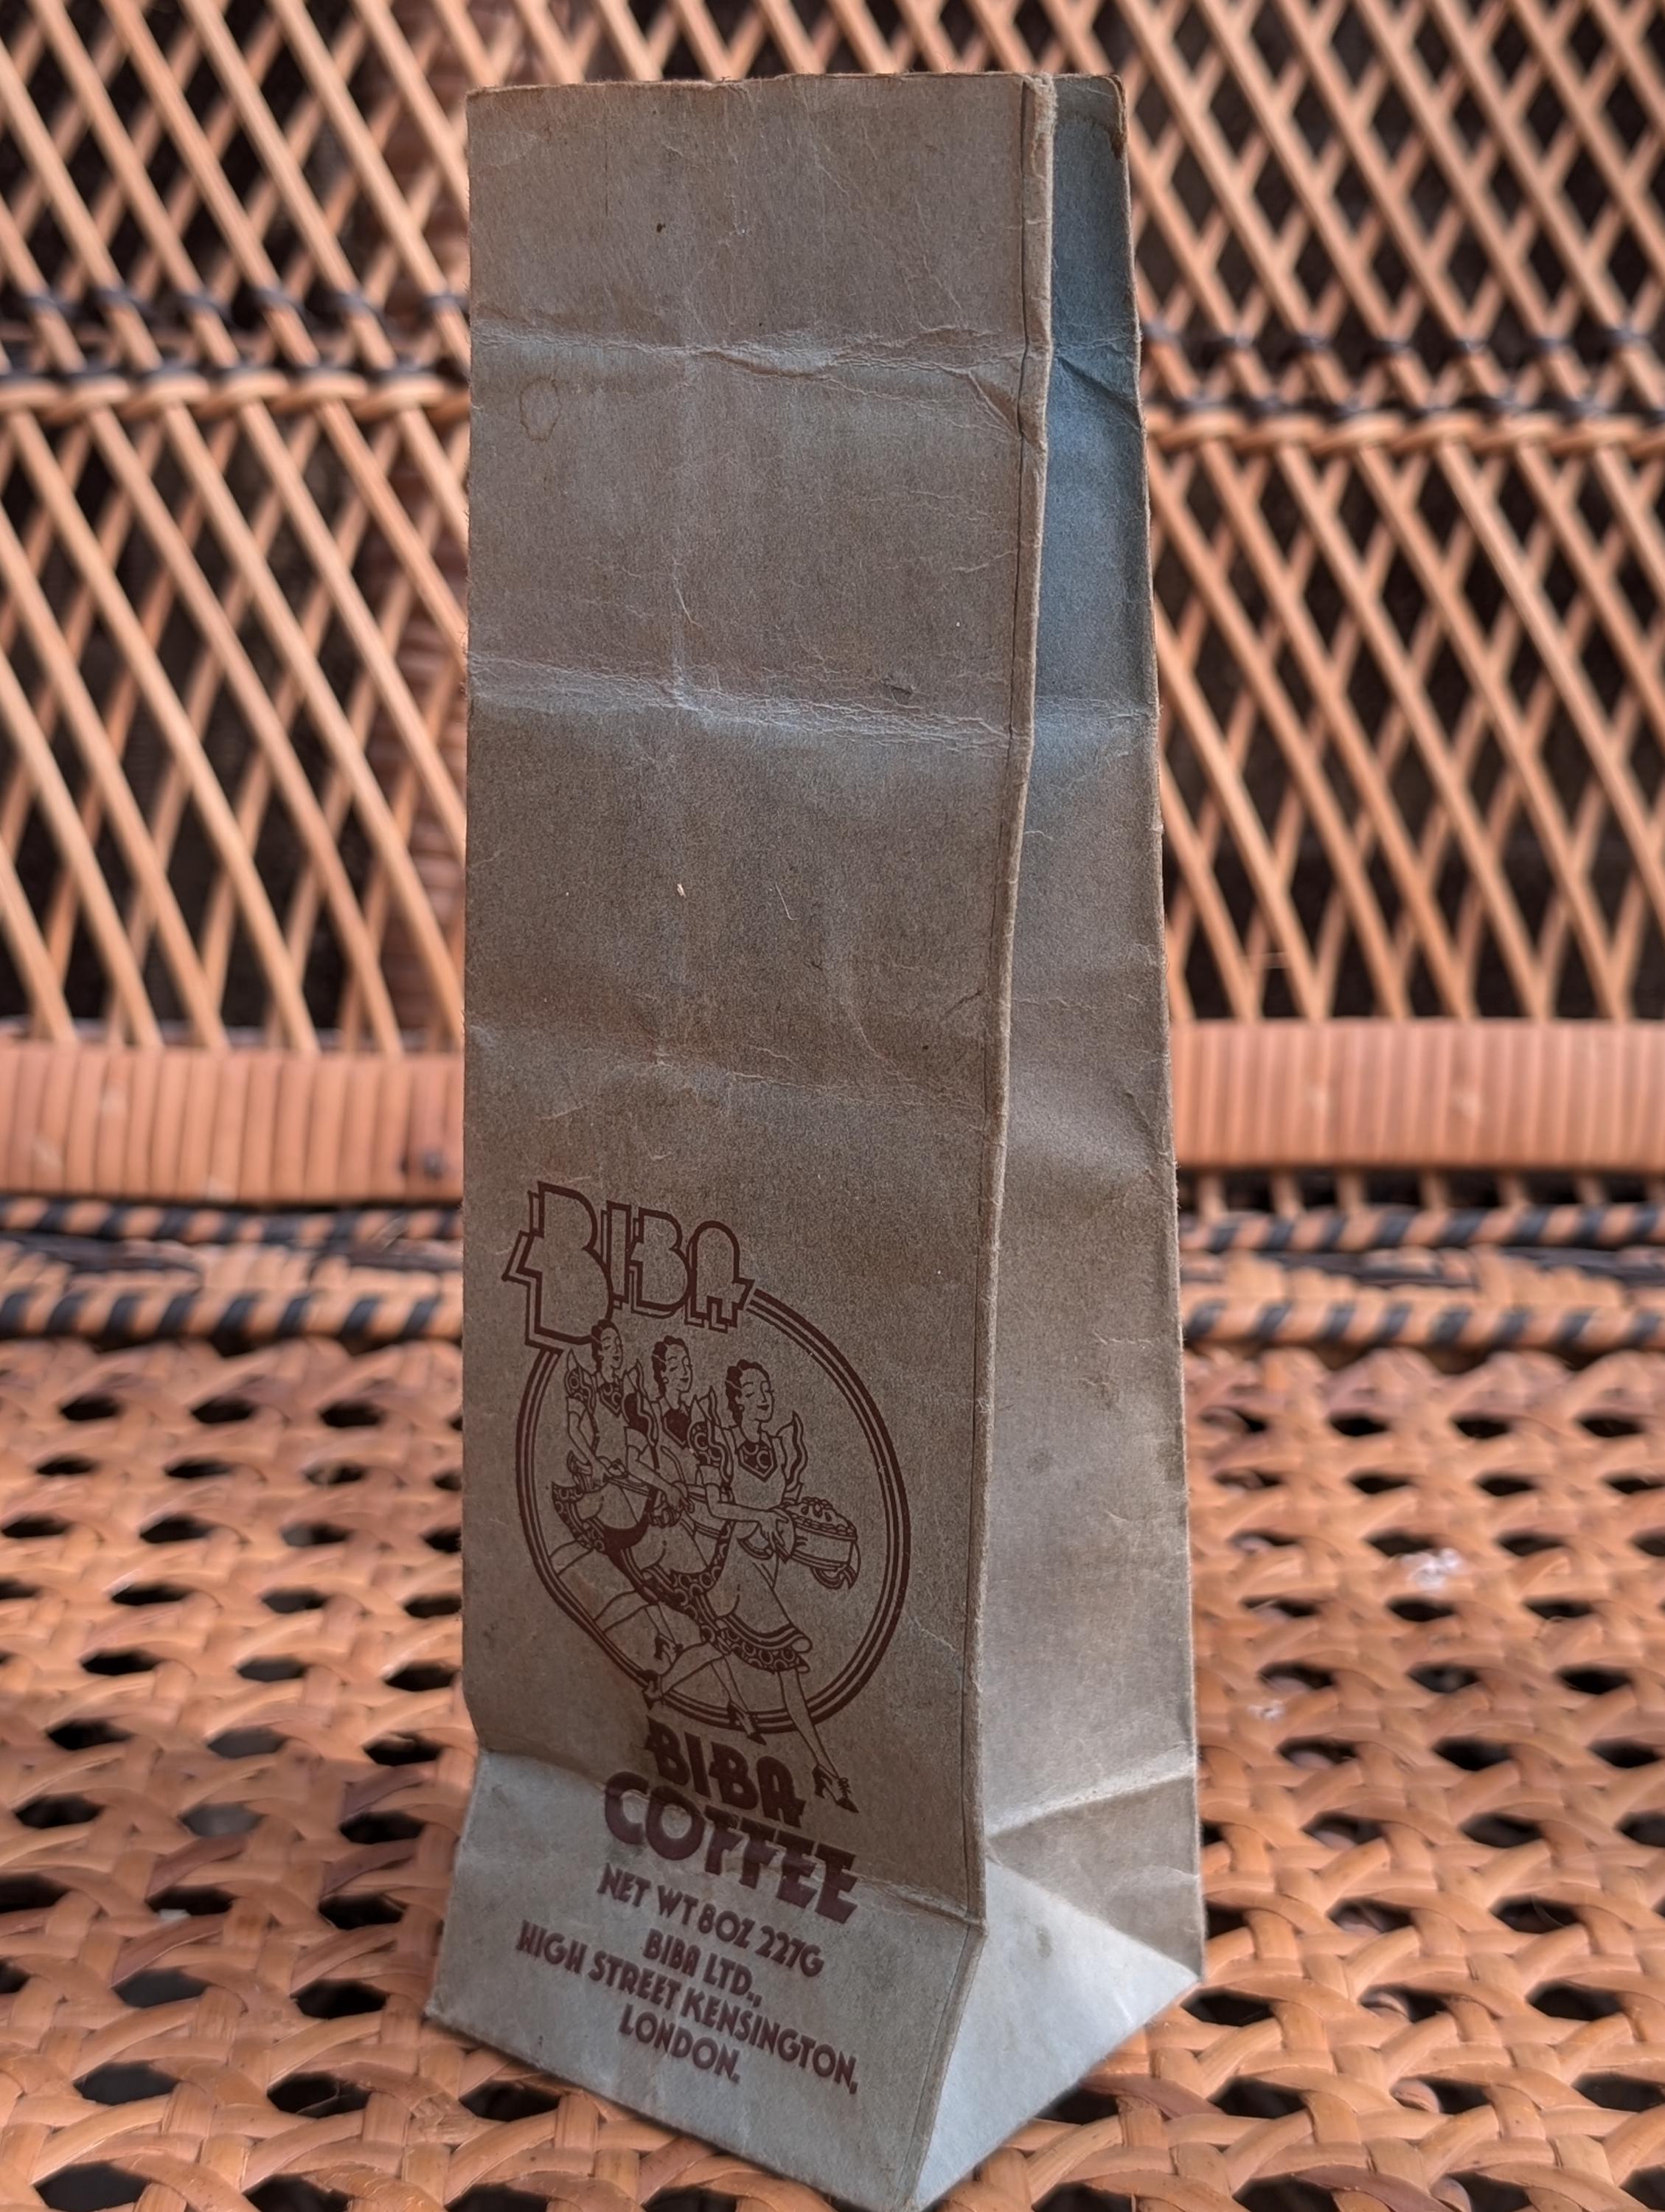 BIBA
BIBA
COFFEE
NET WT 8OZ 227G
BIBA LTD.,
HIGH STREET KENSINGTON,
LONDON.